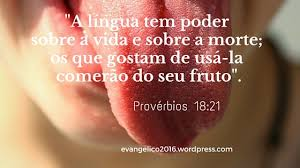 "A língua tem poder
sobre a vida e sobre a morte;
os que gostam de usá-la
comerão do seu fruto".
Provérbios 18:21
evangelico2016.wordpress.com